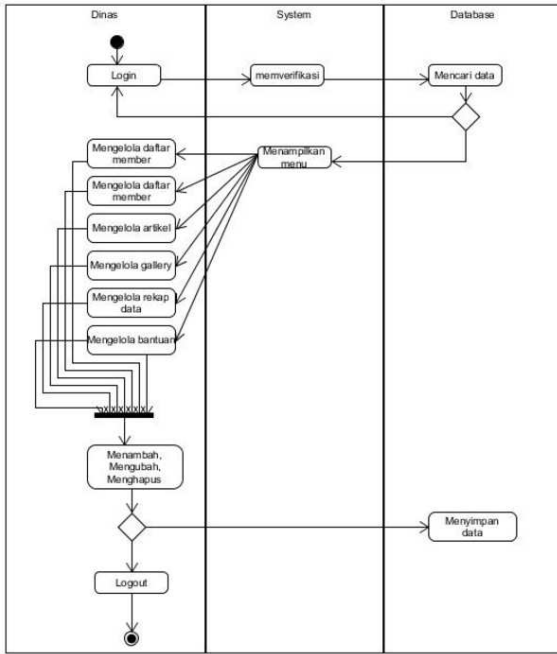 Dinas
System
Database
Login
memverifikasi
Mencari data
Mengelola daftar
member
Menampilkan
menu
Mengelola daftar
member
Mengelola artikel
Mengelola gallery
Mengelola rekap
data
Mengelola bantuan
Menambah,
Mengubah,
Menghapus
Menyimpan
data
Logout